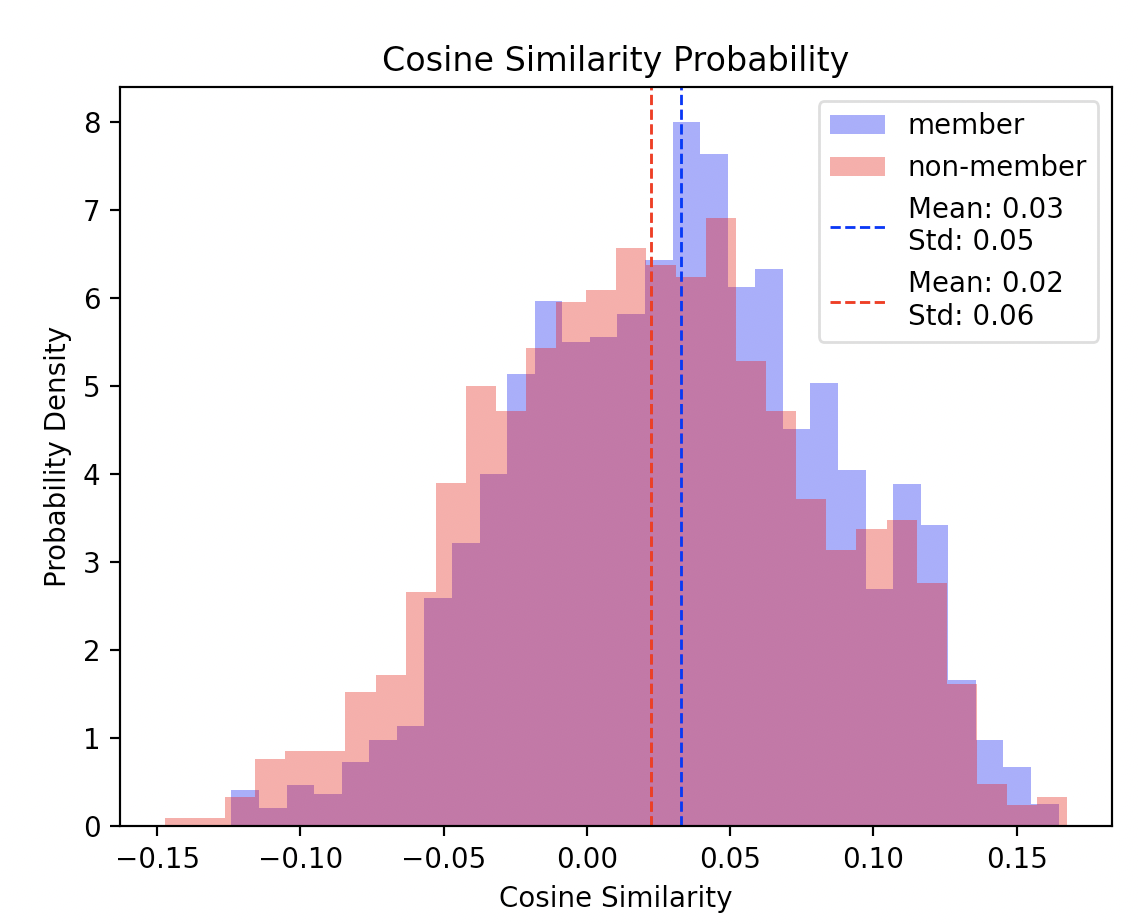 Cosine Similarity Probability
member
non-member
Mean: 0.03
Std: 0.05
Mean: 0.02
Std: 0.06
Probability Density
8
7
6
5
4
3
2
1
0
−0.15 −0.10 −0.05 0.00 0.05 0.10 0.15
Cosine Similarity